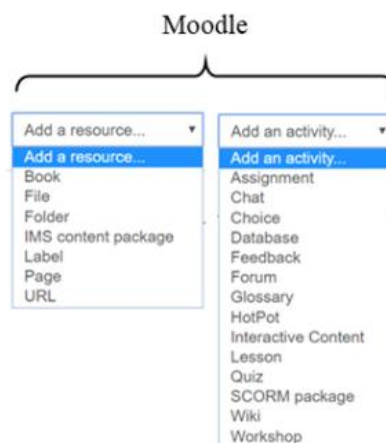 Moodle
Add a resource...
Add a resource...
Book
File
Folder
IMS content package
Label
Page
URL
Add an activity...
Add an activity...
Assignment
Chat
Choice
Database
Feedback
Forum
Glossary
HotPot
Interactive Content
Lesson
Quiz
SCORM package
Wiki
Workshop